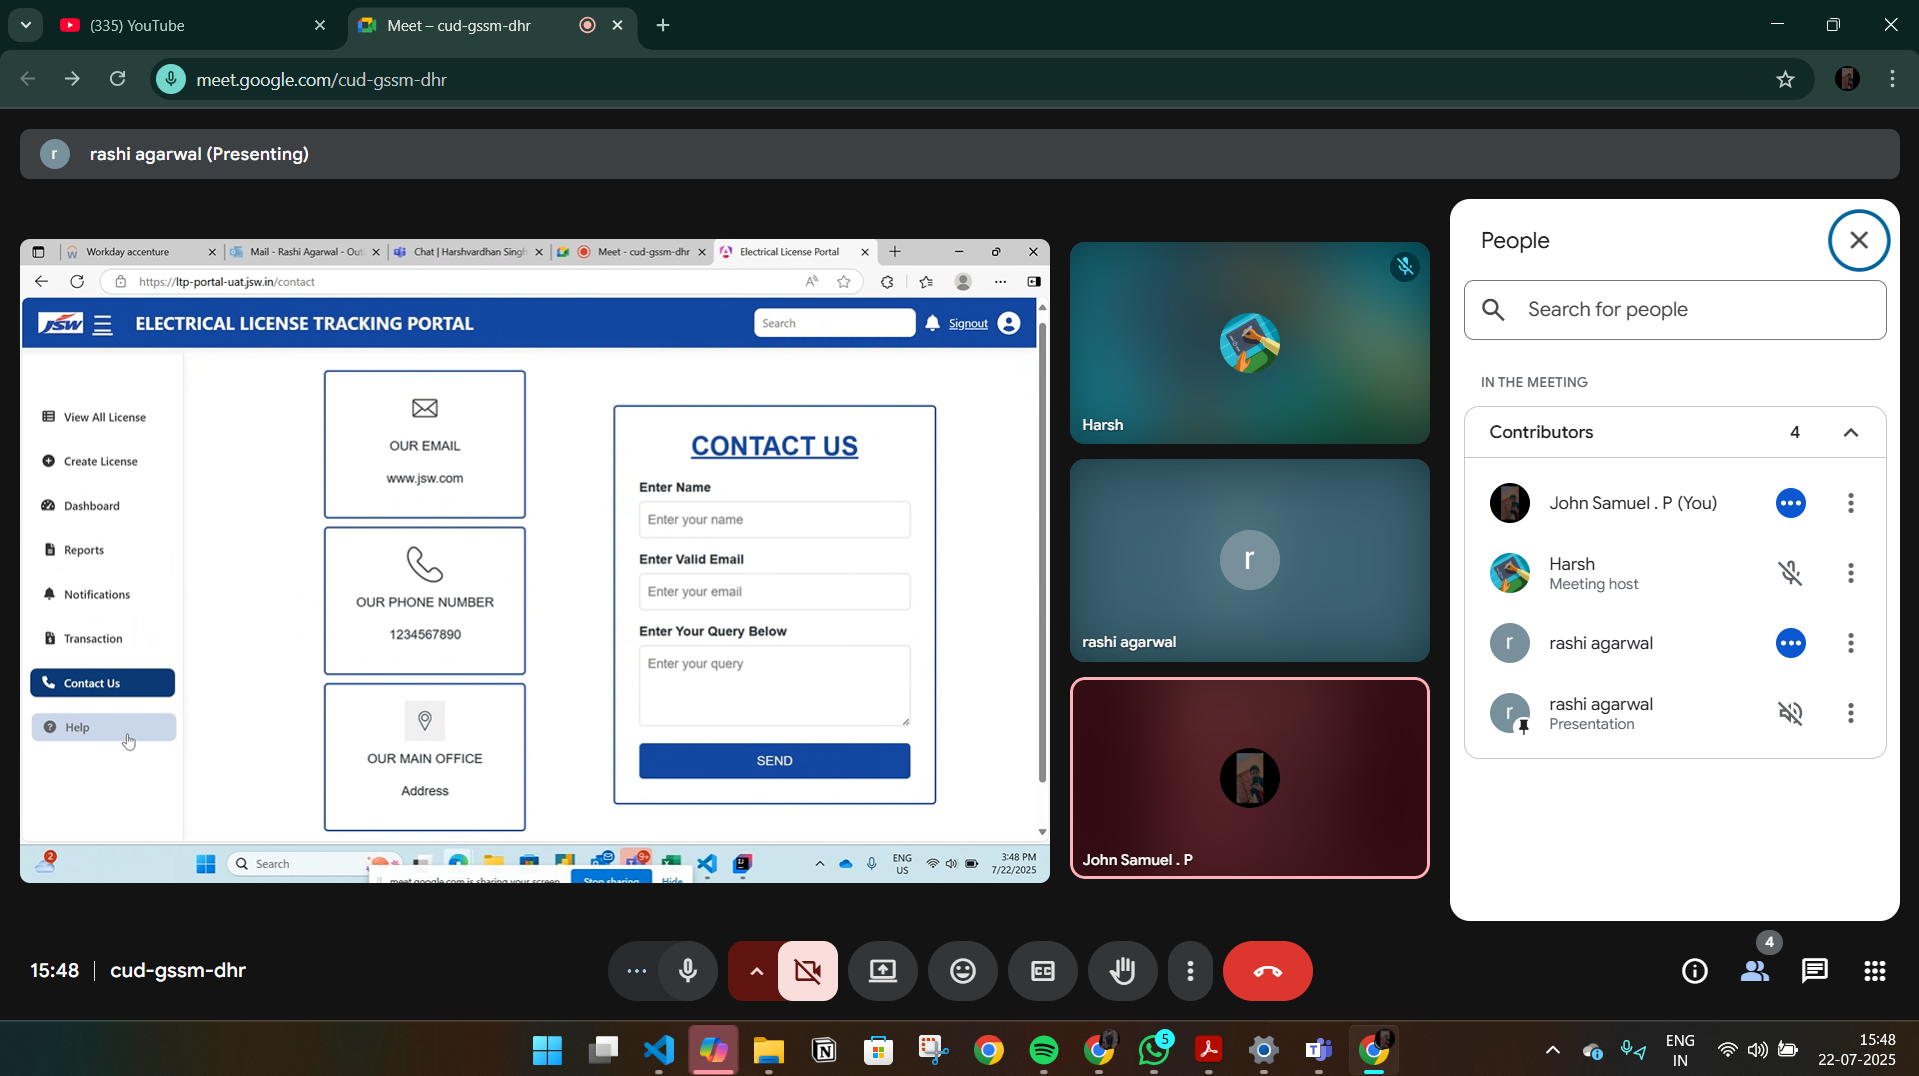 (335) YouTube
Meet – cud-gssm-dhr
meet.google.com/cud-gssm-dhr
r
rashi agarwal (Presenting)
Workday accenture
Mail - Rashi Agarwal - Out
Chat | Harshvardhan Singh
Meet - cud-gssm-dhr
Electrical License Portal
https://ltp-portal-uat.jsw.in/contact
JSW
ELECTRICAL LICENSE TRACKING PORTAL
Search
Signout
View All License
Create License
Dashboard
Reports
Notifications
Transaction
Contact Us
Help
OUR EMAIL
www.jsw.com
OUR PHONE NUMBER
1234567890
OUR MAIN OFFICE
Address
CONTACT US
Enter Name
Enter your name
Enter Valid Email
Enter your email
Enter Your Query Below
Enter your query
SEND
2
Search
9+
ENG
US
3:48 PM
7/22/2025
meet.google.com is sharing your screen.
Stop sharing
Hide
Harsh
r
rashi agarwal
John Samuel . P
People
Search for people
IN THE MEETING
Contributors
4
John Samuel . P (You)
Harsh
Meeting host
r
rashi agarwal
r
rashi agarwal
Presentation
15:48
cud-gssm-dhr
CC
4
5
ENG
IN
15:48
22-07-2025